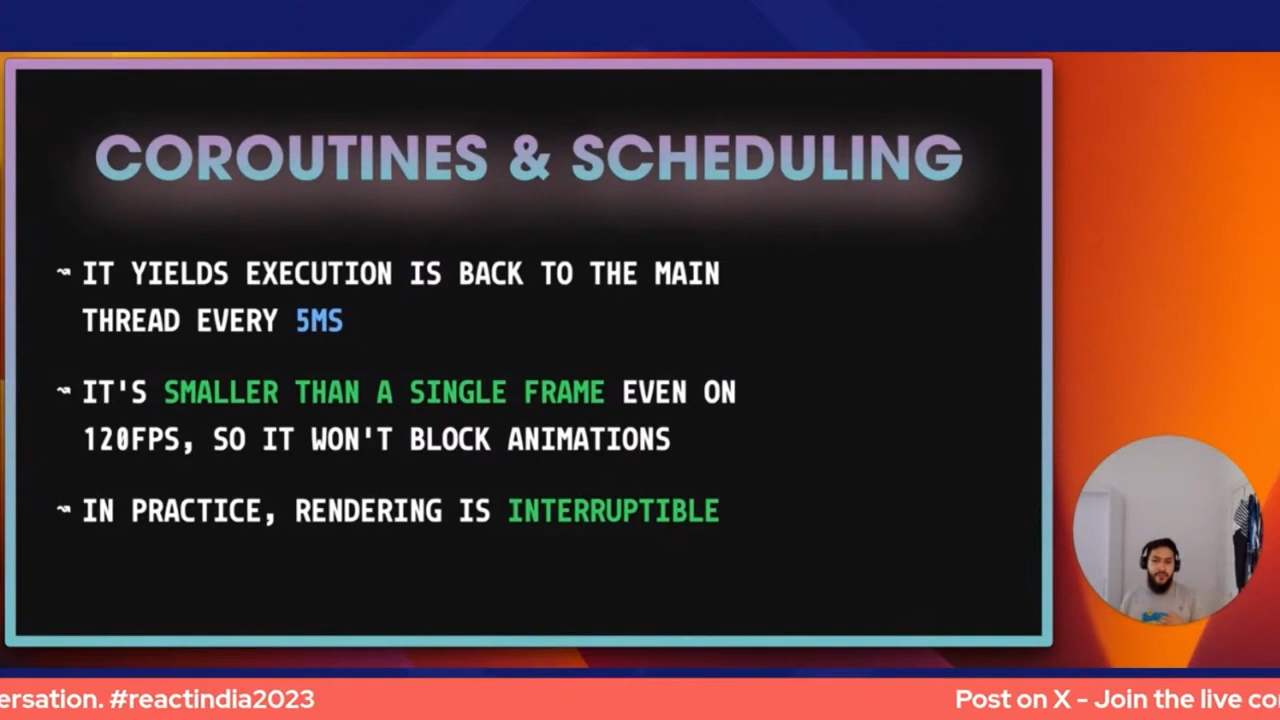 COROUTINES & SCHEDULING
↝ IT YIELDS EXECUTION IS BACK TO THE MAIN
THREAD EVERY 5MS
↝ IT'S SMALLER THAN A SINGLE FRAME EVEN ON
120FPS, SO IT WON'T BLOCK ANIMATIONS
↝ IN PRACTICE, RENDERING IS INTERRUPTIBLE
ersation. #reactindia2023 Post on X - Join the live co